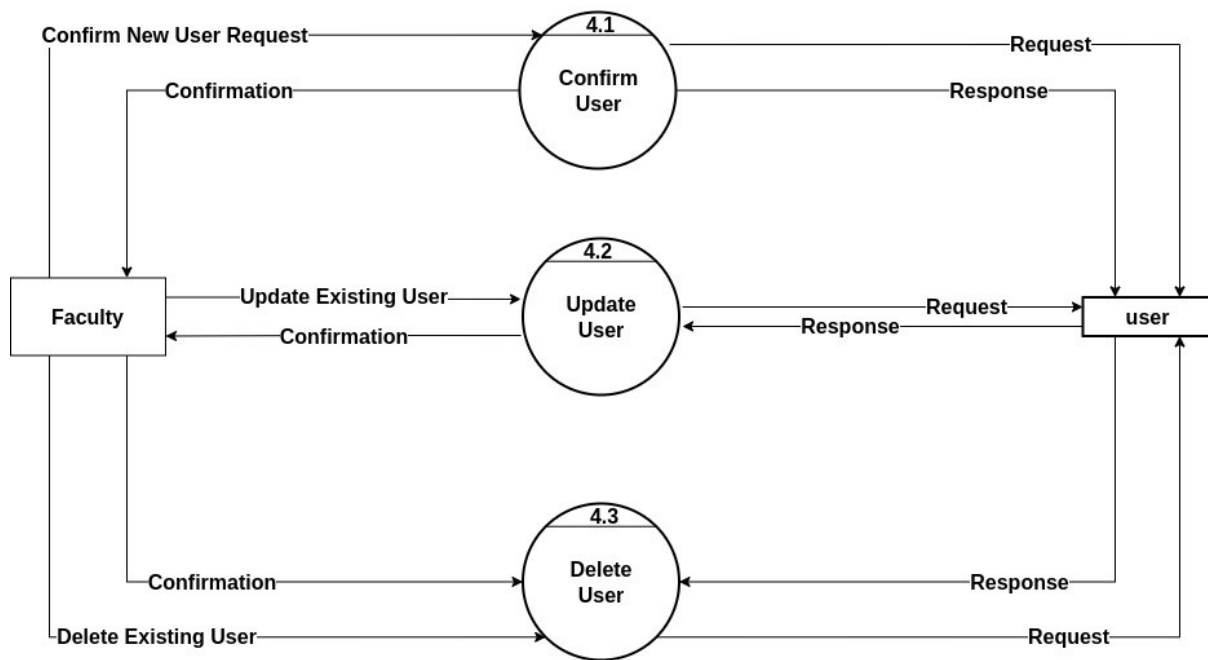 4.1
Confirm New User Request
Request
Confirm
User
Confirmation
Response
4.2
Update Existing User
Request
Faculty
Update
User
user
Confirmation
Response
4.3
Delete
User
Confirmation
Response
Delete Existing User
Request